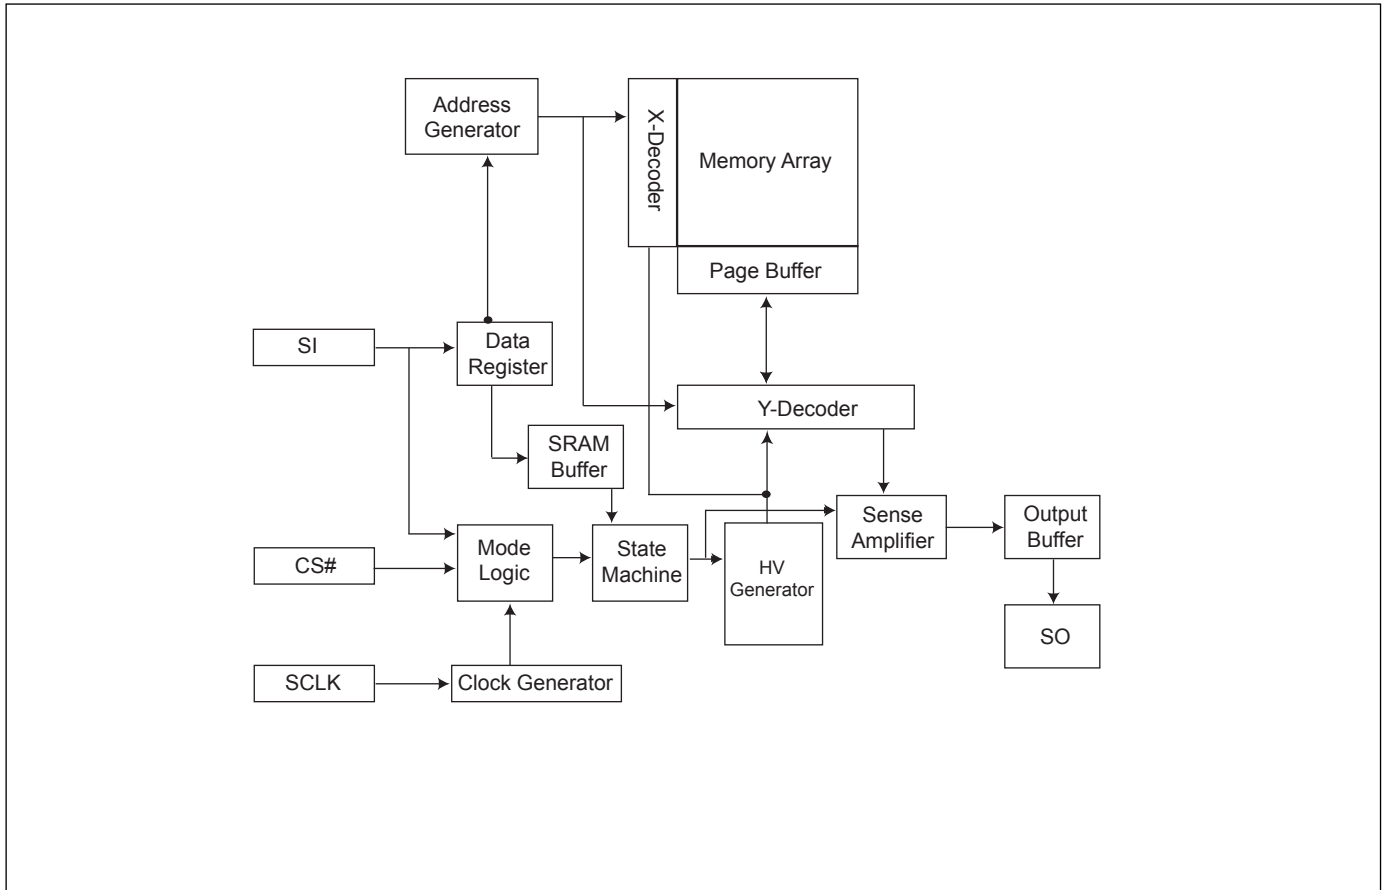 Address
Generator
X-Decoder
Memory Array
Page Buffer
SI
Data
Register
Y-Decoder
SRAM
Buffer
Sense
Amplifier
Output
Buffer
CS#
Mode
Logic
State
Machine
HV
Generator
SO
SCLK
Clock Generator